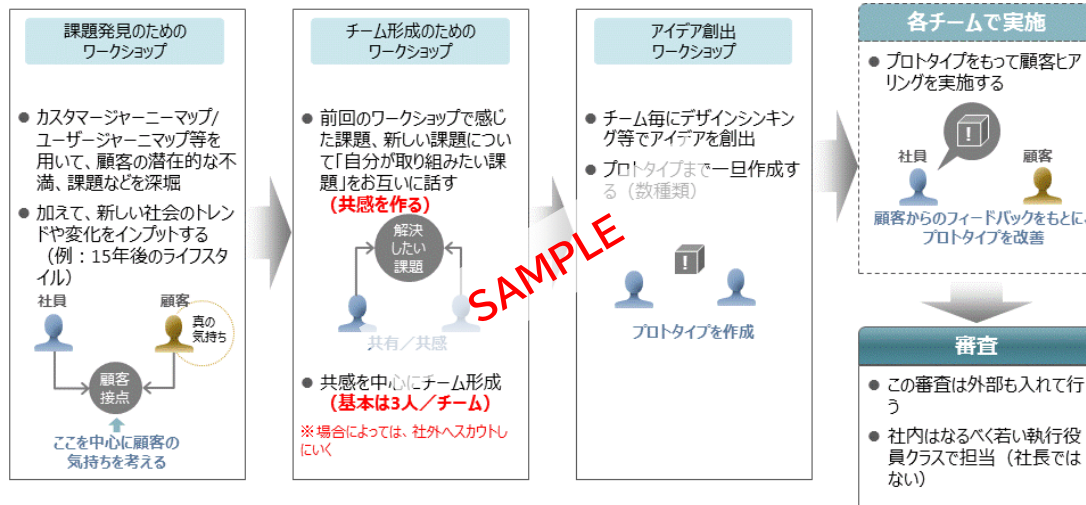 課題発見のための
ワークショップ
● カスタマージャーニーマップ/
ユーザージャーニマップ等を
用いて、顧客の潜在的な不
満、課題などを深堀
● 加えて、新しい社会のトレン
ドや変化をインプットする
（例：15年後のライフスタ
イル）
社員
顧客
真の
気持ち
顧客
接点
ここを中心に顧客の
気持ちを考える
チーム形成のための
ワークショップ
● 前回のワークショップで感じ
た課題、新しい課題につい
て「自分が取り組みたい課
題」をお互いに話す
（共感を作る）
解決
したい
課題
共有／共感
● 共感を中心にチーム形成
（基本は3人／チーム）
※場合によっては、社外へスカウトし
にいく
アイデア創出
ワークショップ
● チーム毎にデザインシンキン
グ等でアイデアを創出
● プロトタイプまで一旦作成す
る（数種類）
!
プロトタイプを作成
SAMPLE
各チームで実施
● プロトタイプをもって顧客ヒア
リングを実施する
!
社員
顧客
顧客からのフィードバックをもとに、
プロトタイプを改善
審査
● この審査は外部も入れて行
う
● 社内はなるべく若い執行役
員クラスで担当（社長では
ない）